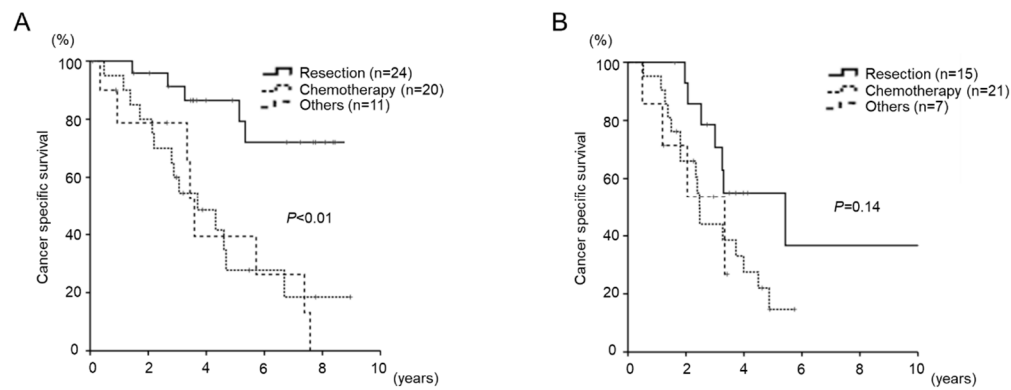 A
(%)
100
80
60
40
20
0
Cancer specific survival
Resection (n=24)
Chemotherapy (n=20)
Others (n=11)
P<0.01
0 2 4 6 8 10
(years)
B
(%)
100
80
60
40
20
0
Cancer specific survival
Resection (n=15)
Chemotherapy (n=21)
Others (n=7)
P=0.14
0 2 4 6 8 10
(years)